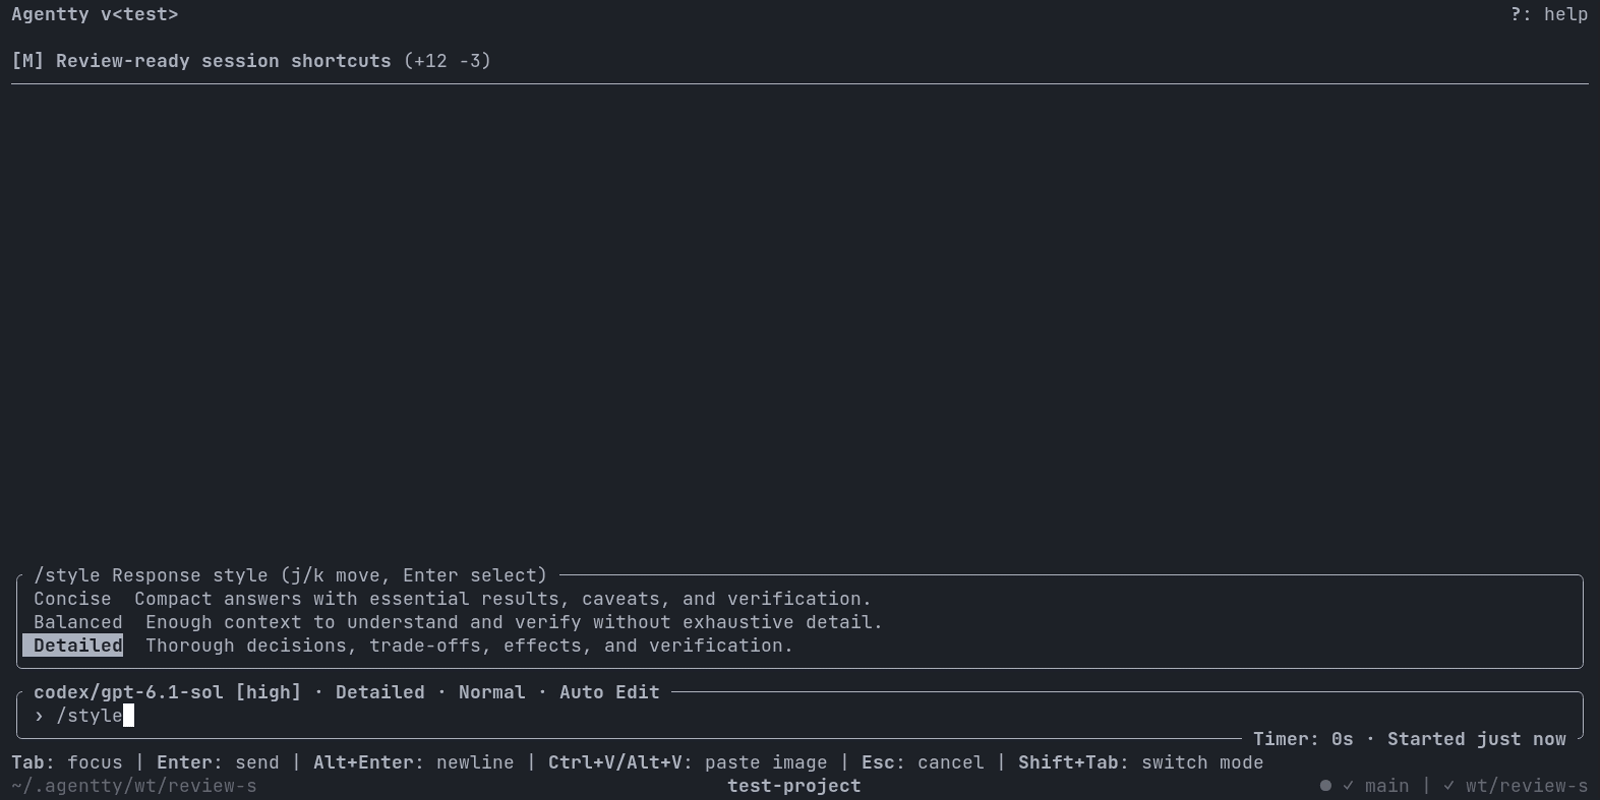 Agentty v<test> ?: help
[M] Review-ready session shortcuts (+12 -3)
/style Response style (j/k move, Enter select)
Concise  Compact answers with essential results, caveats, and verification.
Balanced  Enough context to understand and verify without exhaustive detail.
Detailed  Thorough decisions, trade-offs, effects, and verification.
codex/gpt-6.1-sol [high] · Detailed · Normal · Auto Edit
› /style
Timer: 0s · Started just now
Tab: focus | Enter: send | Alt+Enter: newline | Ctrl+V/Alt+V: paste image | Esc: cancel | Shift+Tab: switch mode
~/.agentty/wt/review-s test-project ● ✓ main | ✓ wt/review-s